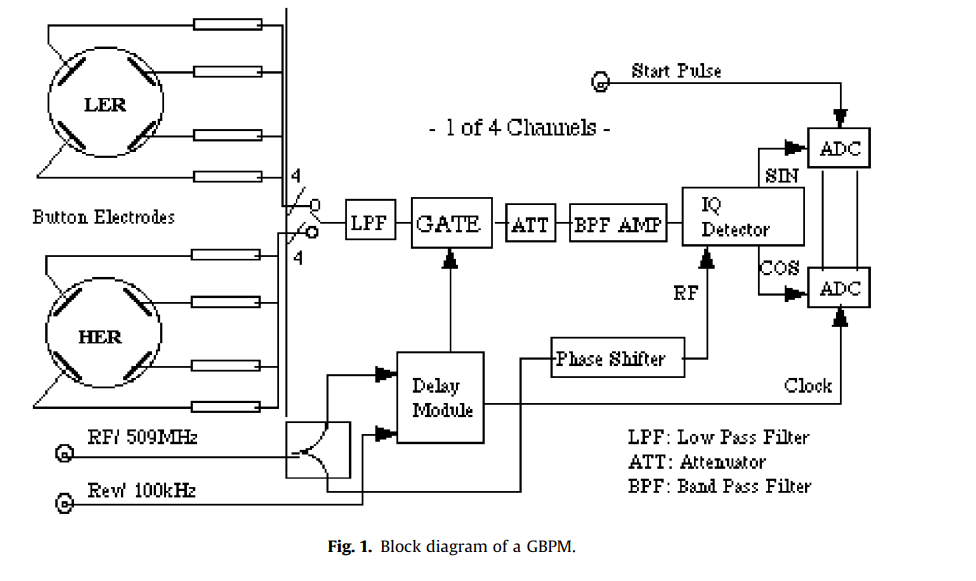 LER
Button Electrodes
HER
Start Pulse
- 1 of 4 Channels -
4
4
LPF
GATE
ATT
BPF AMP
IQ
Detector
SIN
COS
ADC
ADC
RF
Phase Shifter
Delay
Module
Clock
RF/ 509MHz
Rev/ 100kHz
LPF: Low Pass Filter
ATT: Attenuator
BPF: Band Pass Filter
Fig. 1. Block diagram of a GBPM.